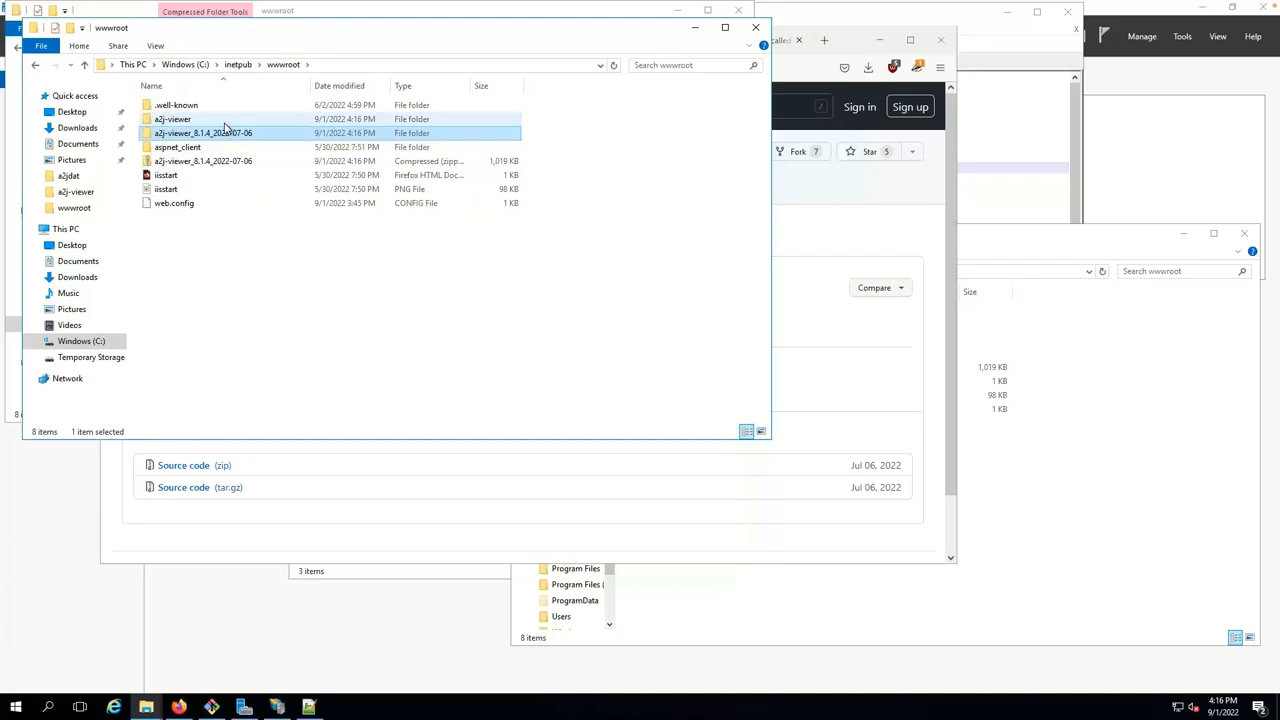 Compressed Folder Tools
wwwroot
wwwroot
File
Home
Share
View
This PC
Windows (C:)
inetpub
wwwroot
Search wwwroot
Quick access
Desktop
Downloads
Documents
Pictures
a2jdat
a2j-viewer
wwwroot
This PC
Desktop
Documents
Downloads
Music
Pictures
Videos
Windows (C:)
Temporary Storage
Network
Name
Date modified
Type
Size
.well-known 6/2/2022 4:59 PM File folder
a2j-viewer 9/1/2022 4:16 PM File folder
a2j-viewer_8.1.4_2022-07-06 9/1/2022 4:16 PM File folder
aspnet_client 5/30/2022 7:51 PM File folder
a2j-viewer_8.1.4_2022-07-06 9/1/2022 4:16 PM Compressed (zipp... 1,019 KB
iisstart 5/30/2022 7:50 PM Firefox HTML Doc... 1 KB
iisstart 5/30/2022 7:50 PM PNG File 98 KB
web.config 9/1/2022 3:45 PM CONFIG File 1 KB
8 items
1 item selected
alled
Sign in
Sign up
Fork 7
Star 5
Compare
Source code (zip)
Jul 06, 2022
Source code (tar.gz)
Jul 06, 2022
Manage
Tools
View
Help
Search wwwroot
Size
1,019 KB
1 KB
98 KB
1 KB
3 items
Program Files
Program Files (
ProgramData
Users
8 items
8
4:16 PM
9/1/2022
2